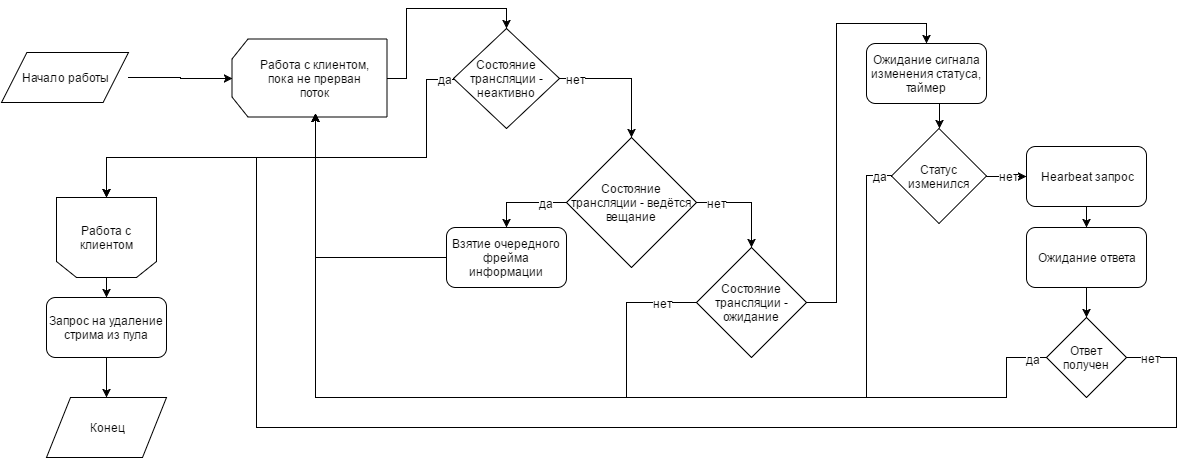 Начало работы
Работа с клиентом,
пока не прерван
поток
Состояние
трансляции -
неактивно
да
нет
Состояние
трансляции - ведётся
вещание
да
нет
Взятие очередного
фрейма
информации
Состояние
трансляции -
ожидание
нет
Ожидание сигнала
изменения статуса,
таймер
Статус
изменился
да
нет
Hearbeat запрос
Ожидание ответа
Ответ
получен
да
нет
Работа с
клиентом
Запрос на удаление
стрима из пула
Конец